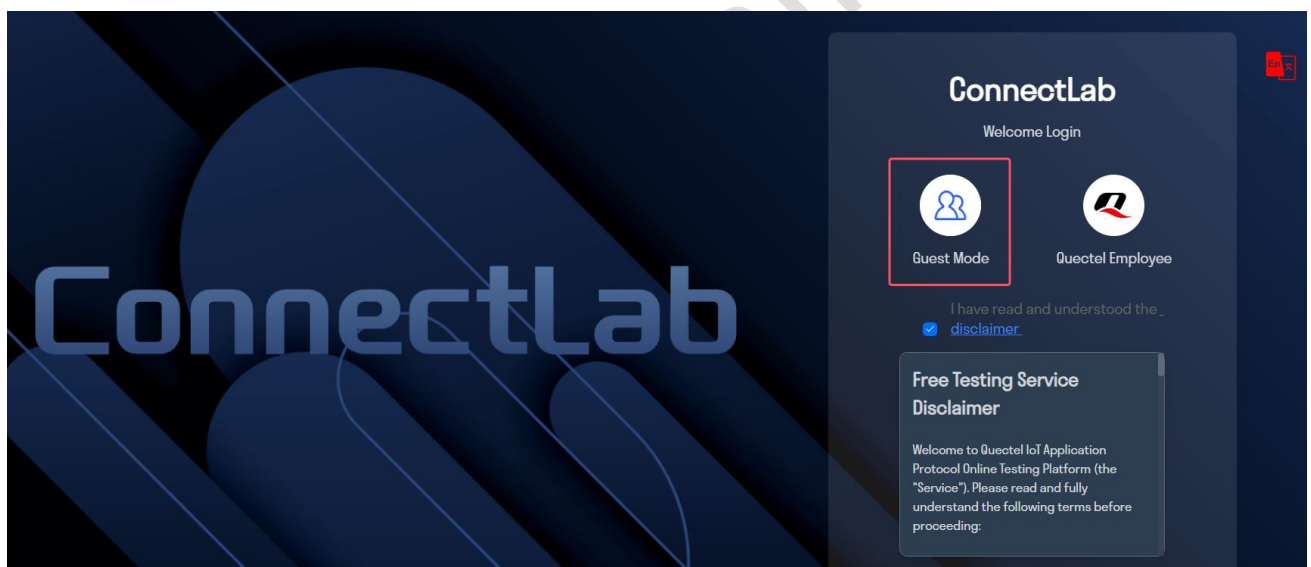 ConnectLab
En 文
Welcome Login
Guest Mode
Quectel Employee
ConnectLab
I have read and understood the
disclaimer
Free Testing Service
Disclaimer
Welcome to Quectel IoT Application
Protocol Online Testing Platform (the
"Service"). Please read and fully
understand the following terms before
proceeding: